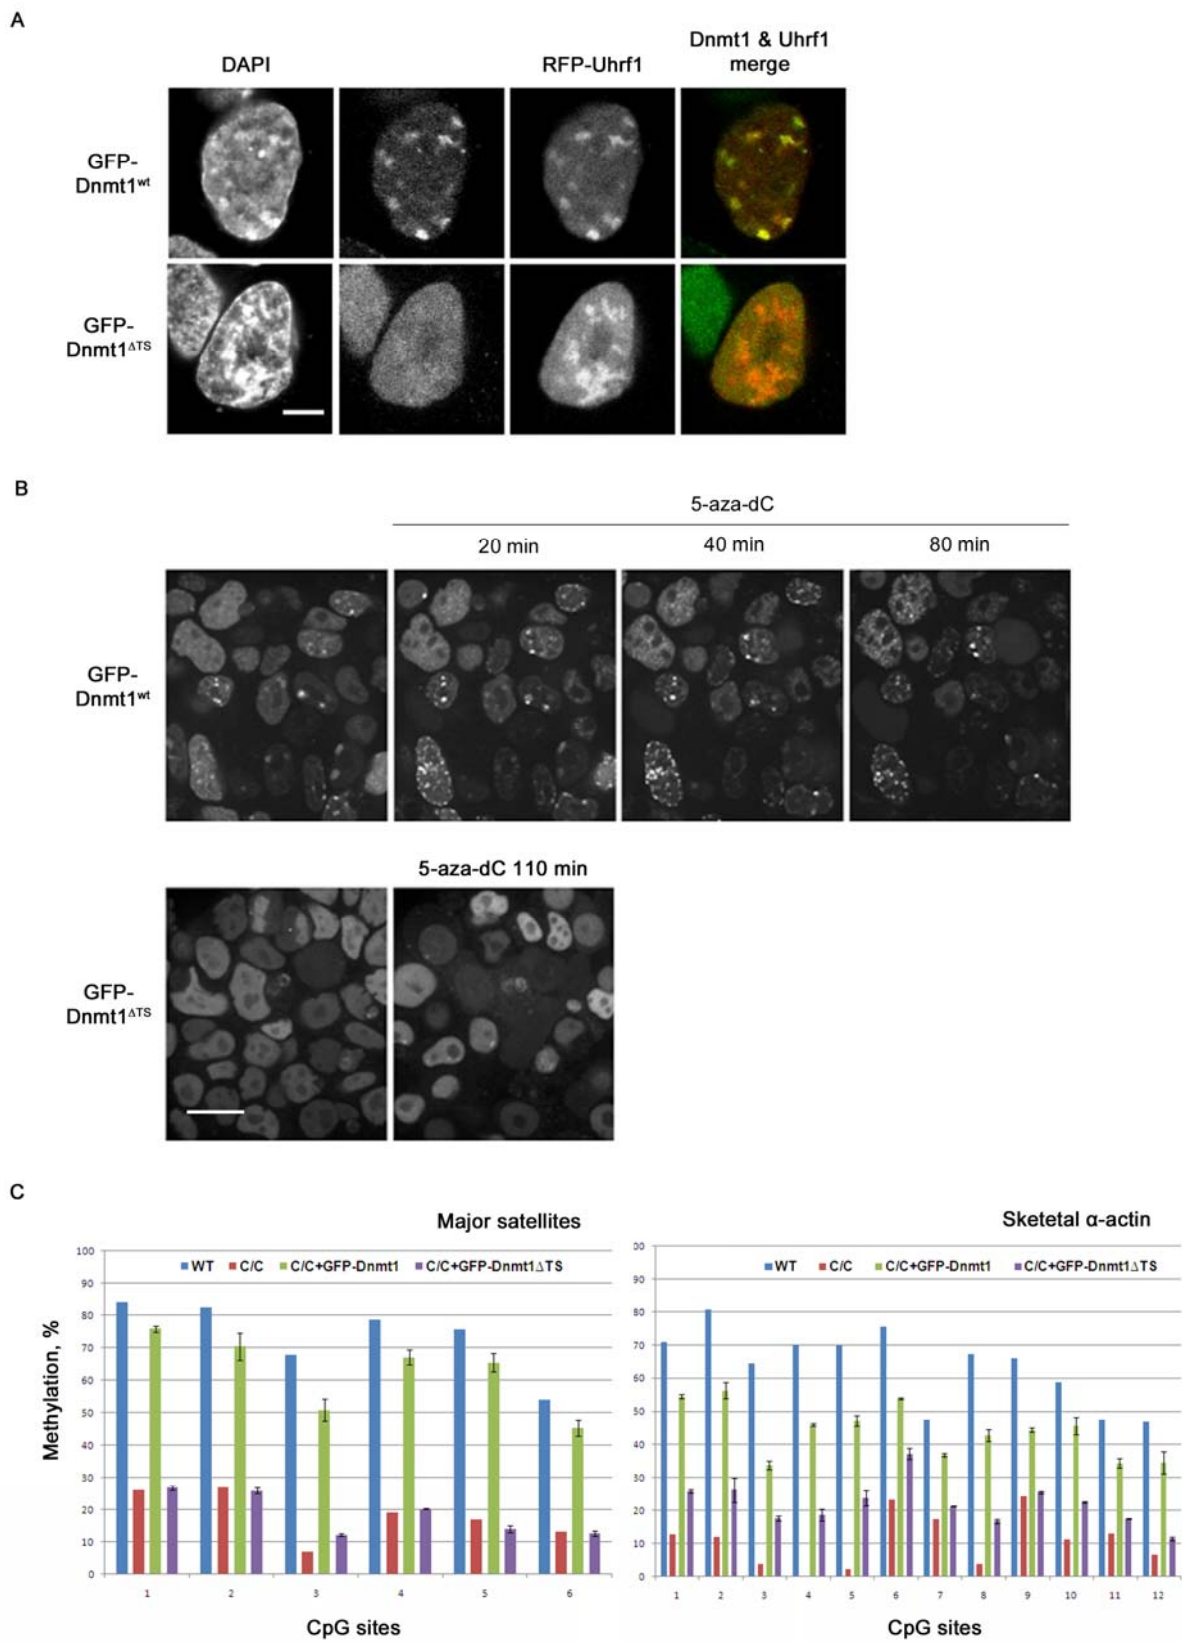 A
DAPI
RFP-Uhrf1
Dnmt1 & Uhrf1
merge
GFP-
Dnmt1wt
GFP-
Dnmt1ΔTS
B
5-aza-dC
20 min
40 min
80 min
GFP-
Dnmt1wt
5-aza-dC 110 min
GFP-
Dnmt1ΔTS
C
Major satellites
WT C/C C/C+GFP-Dnmt1 C/C+GFP-Dnmt1ΔTS
Methylation, %
100
90
80
70
60
50
40
30
20
10
0
1 2 3 4 5 6
CpG sites
Sketetal α-actin
WT C/C C/C+GFP-Dnmt1 C/C+GFP-Dnmt1ΔTS
00
90
80
70
60
50
40
30
20
10
0
1 2 3 4 5 6 7 8 9 10 11 12
CpG sites